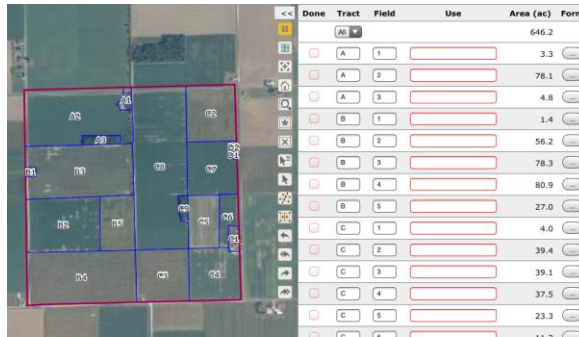 << Done Tract Field Use Area (ac) Form
All 646.2
A 1 3.3 ...
A 2 78.1 ...
A 3 4.8 ...
B 1 1.4 ...
B 2 56.2 ...
B 3 78.3 ...
B 4 80.9 ...
B 5 27.0 ...
C 1 4.0 ...
C 2 39.4 ...
C 3 39.1 ...
C 4 37.5 ...
C 5 23.3 ...
A1
A2
C2
A3
D2
D1
B1
B3
C8
C7
C9
B2
B5
C5
C6
C1
B4
C3
C4